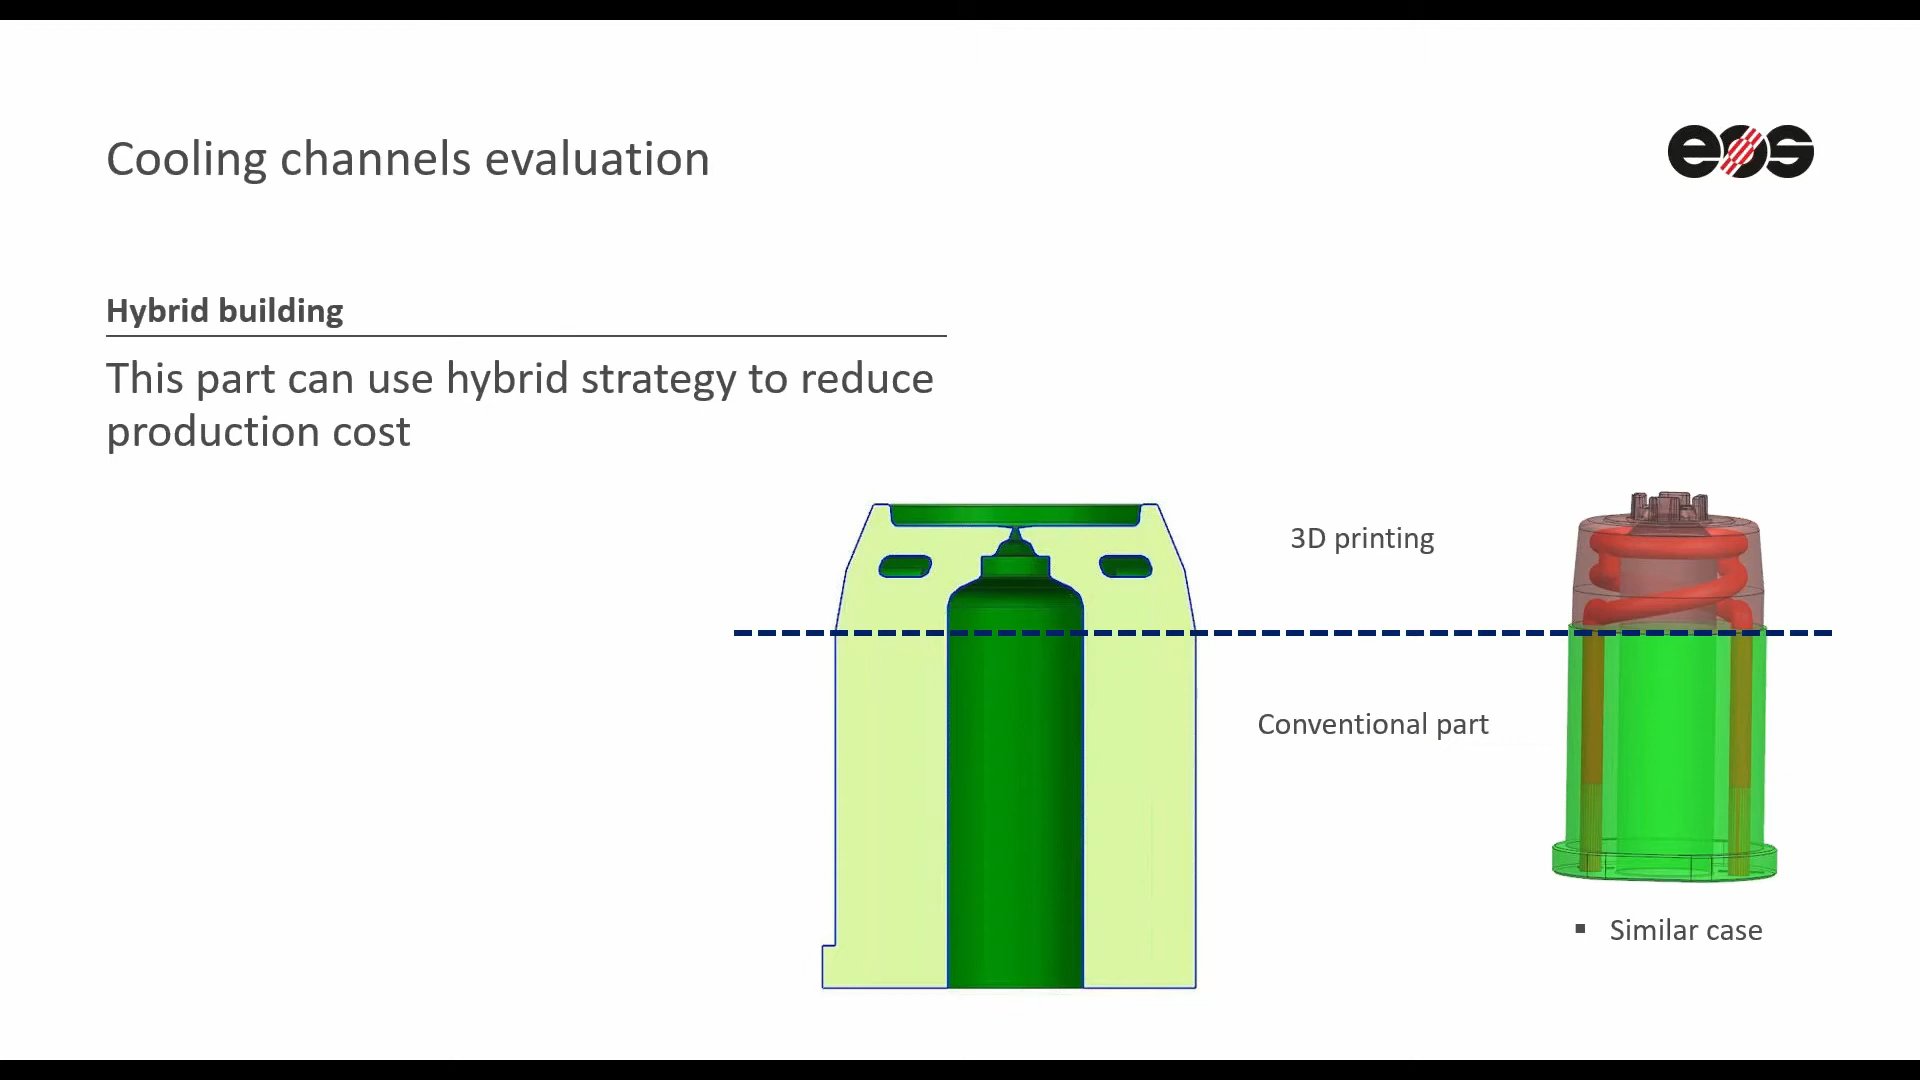 Cooling channels evaluation
eos
Hybrid building
This part can use hybrid strategy to reduce
production cost
3D printing
Conventional part
▪ Similar case